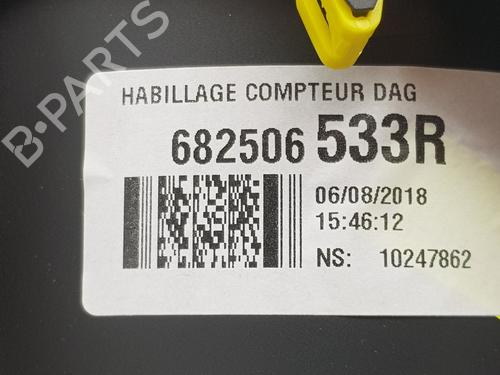 HABILLAGE COMPTEUR DAG
682506 533R
06/08/2018
15:46:12
NS: 10247862
B-PARTS